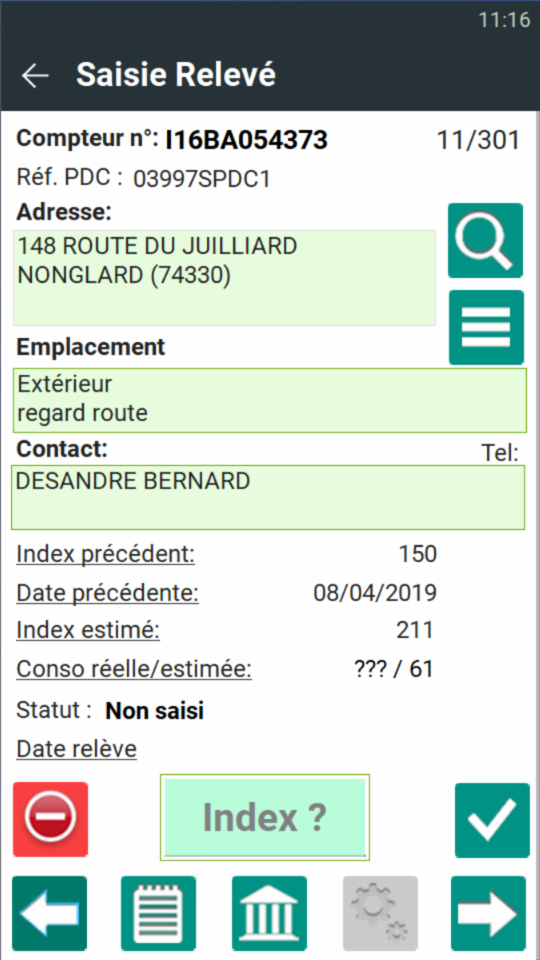 11:16
Saisie Relevé
Compteur n°: I16BA054373 11/301
Réf. PDC : 03997SPDC1
Adresse:
148 ROUTE DU JUILLIARD
NONGLARD (74330)
Emplacement
Extérieur
regard route
Contact: Tel:
DESANDRE BERNARD
Index précédent: 150
Date précédente: 08/04/2019
Index estimé: 211
Conso réelle/estimée: ??? / 61
Statut : Non saisi
Date relève
Index ?